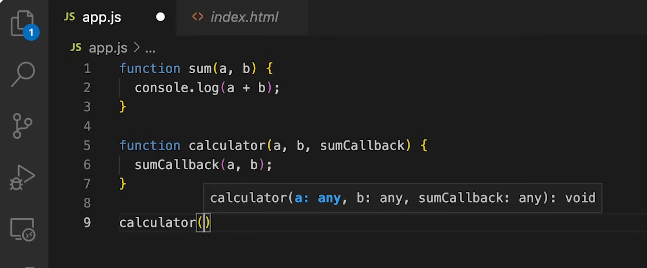 JS app.js
<> index.html
1
JS app.js > ...
1 function sum(a, b) {
2 console.log(a + b);
3 }
4
5 function calculator(a, b, sumCallback) {
6 sumCallback(a, b);
7 }
calculator(a: any, b: any, sumCallback: any): void
8
9 calculator()